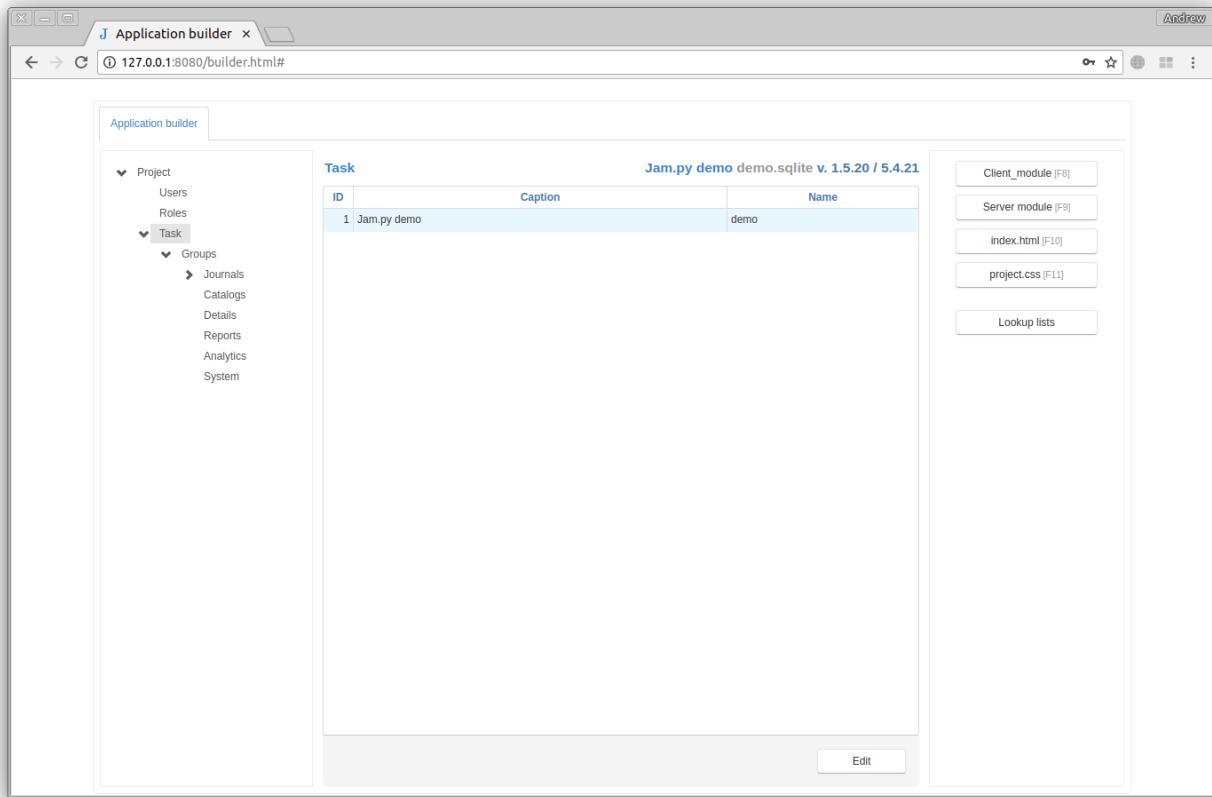 Andrew
J Application builder ×
127.0.0.1:8080/builder.html#
Application builder
Project
Users
Roles
Task
Groups
Journals
Catalogs
Details
Reports
Analytics
System
Task
Jam.py demo demo.sqlite v. 1.5.20 / 5.4.21
ID Caption Name
1 Jam.py demo demo
Edit
Client_module [F8]
Server module [F9]
index.html [F10]
project.css [F11]
Lookup lists